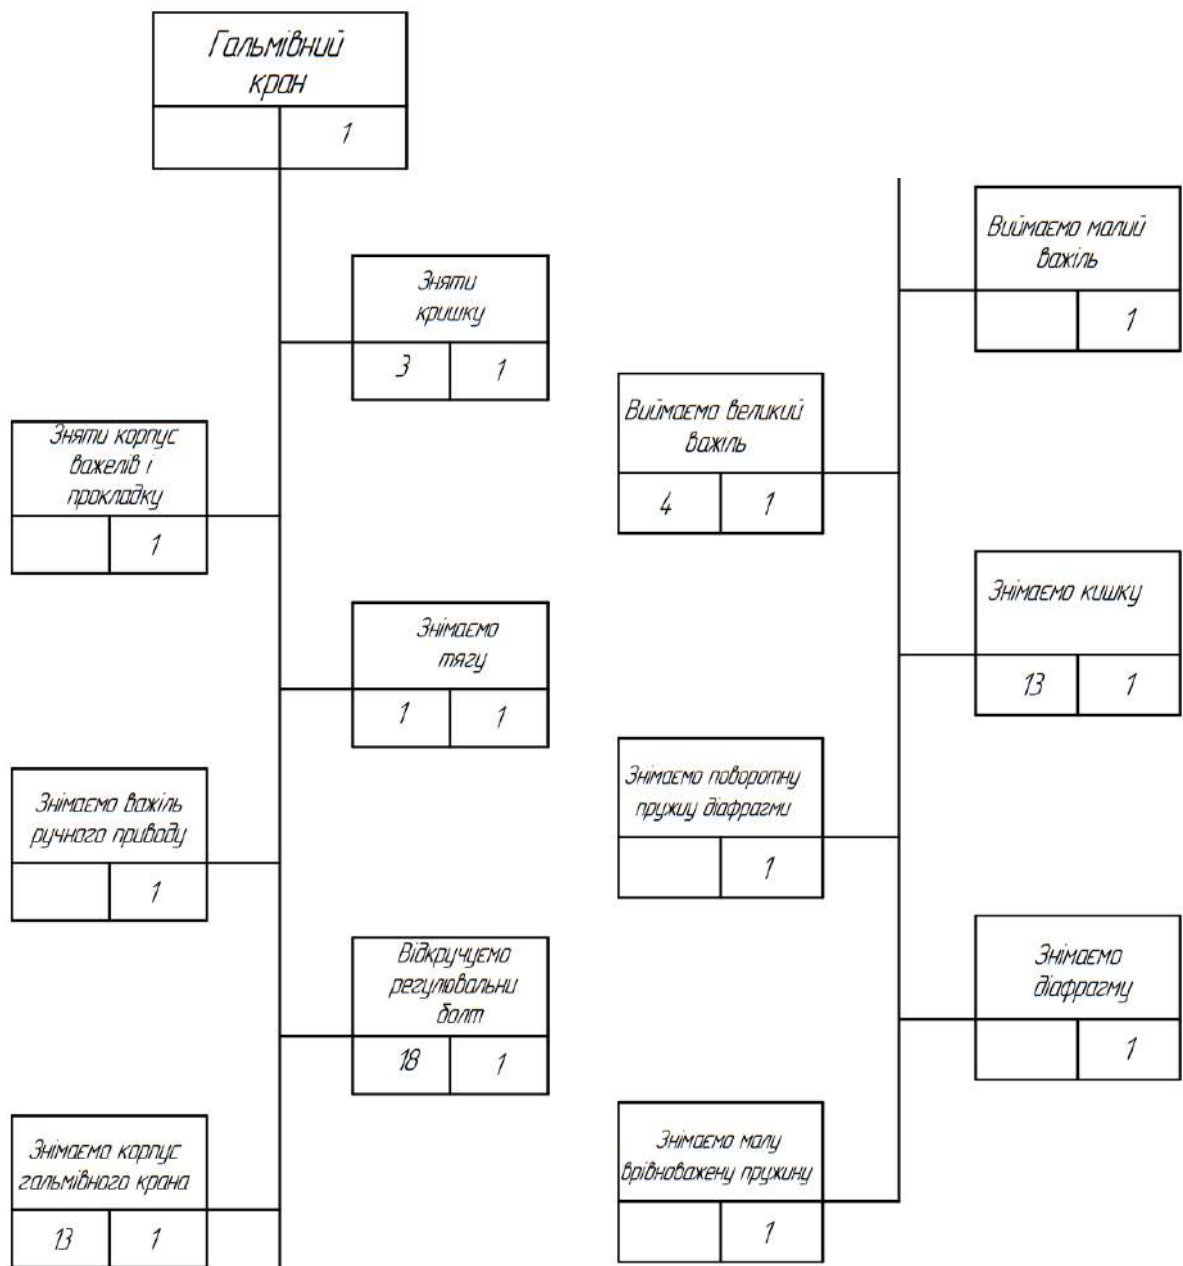 Гальмівний
кран
1
Зняти
кришку
3 1
Зняти корпус
важелів і
прокладку
1
Знімаємо
тягу
1 1
Знімаємо важіль
ручного приводу
1
Відкручуємо
регулювальни
болт
18 1
Знімаємо корпус
гальмівного крана
13 1
Виймаємо малий
важіль
1
Виймаємо великий
важіль
4 1
Знімаємо кишку
13 1
Знімаємо поворотну
пружиу діафрагми
1
Знімаємо
діафрагму
1
Знімаємо малу
врівноважену пружину
1